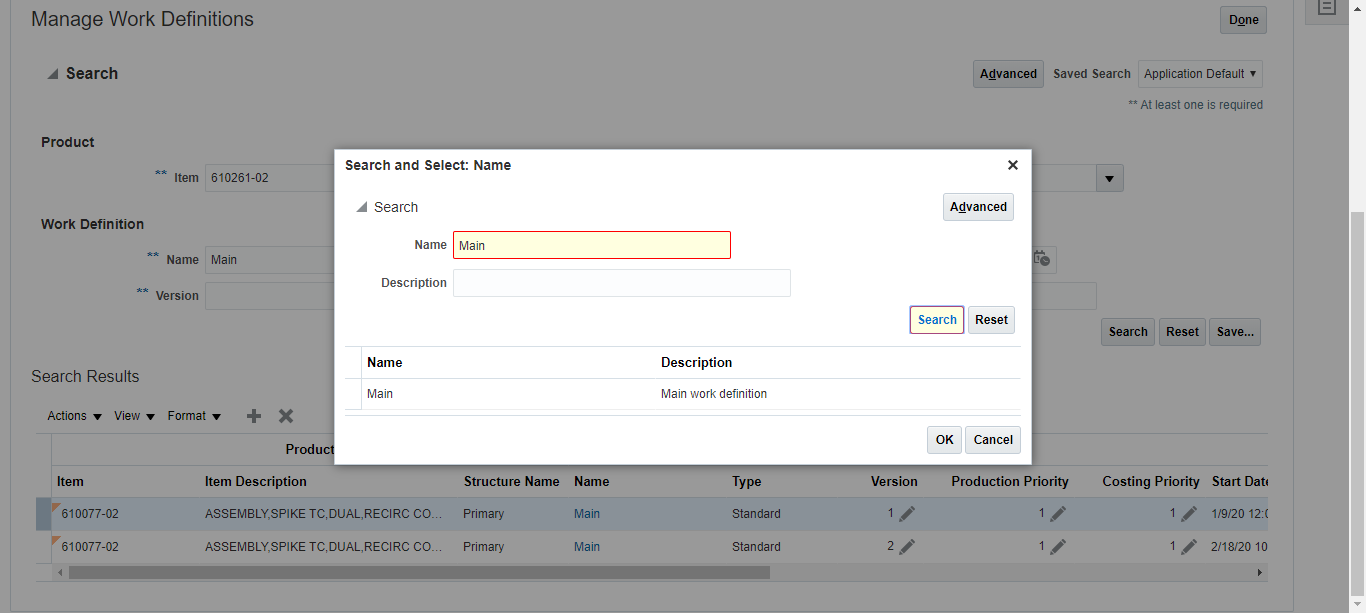 Manage Work Definitions
Done
Search
Advanced Saved Search Application Default
** At least one is required
Product
** Item 610261-02
Work Definition
** Name Main
** Version
Search Reset Save...
Search and Select: Name
Search
Advanced
Name Main
Description
Search Reset
Name Description
Main Main work definition
OK Cancel
Search Results
Actions View Format
Product
Item Item Description Structure Name Name Type Version Production Priority Costing Priority Start Date
610077-02 ASSEMBLY,SPIKE TC,DUAL,RECIRC CO... Primary Main Standard 1 1 1 1/9/20 12:0
610077-02 ASSEMBLY,SPIKE TC,DUAL,RECIRC CO... Primary Main Standard 2 1 1 2/18/20 10